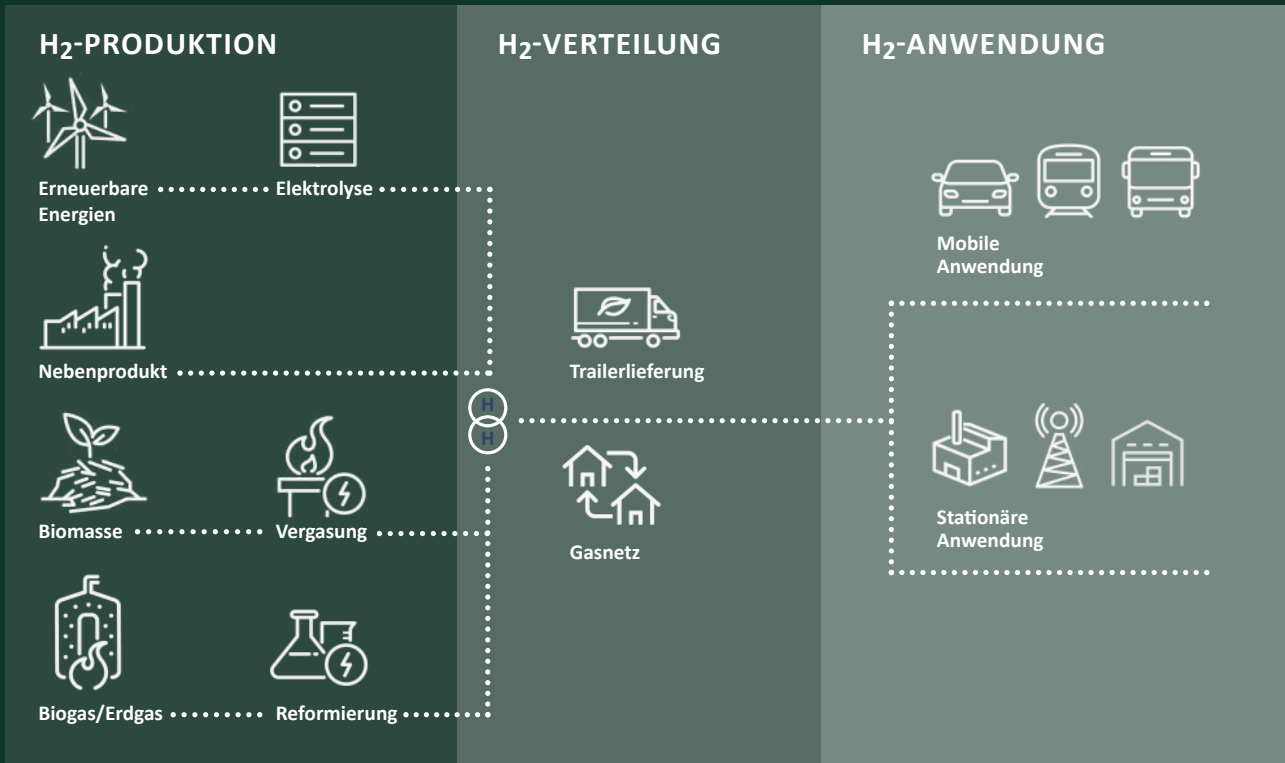 H₂-PRODUKTION
Erneuerbare
Energien
Elektrolyse
Nebenprodukt
Biomasse
Vergasung
Biogas/Erdgas
Reformierung
H₂-VERTEILUNG
H
H
Trailerlieferung
Gasnetz
H₂-ANWENDUNG
Mobile
Anwendung
Stationäre
Anwendung